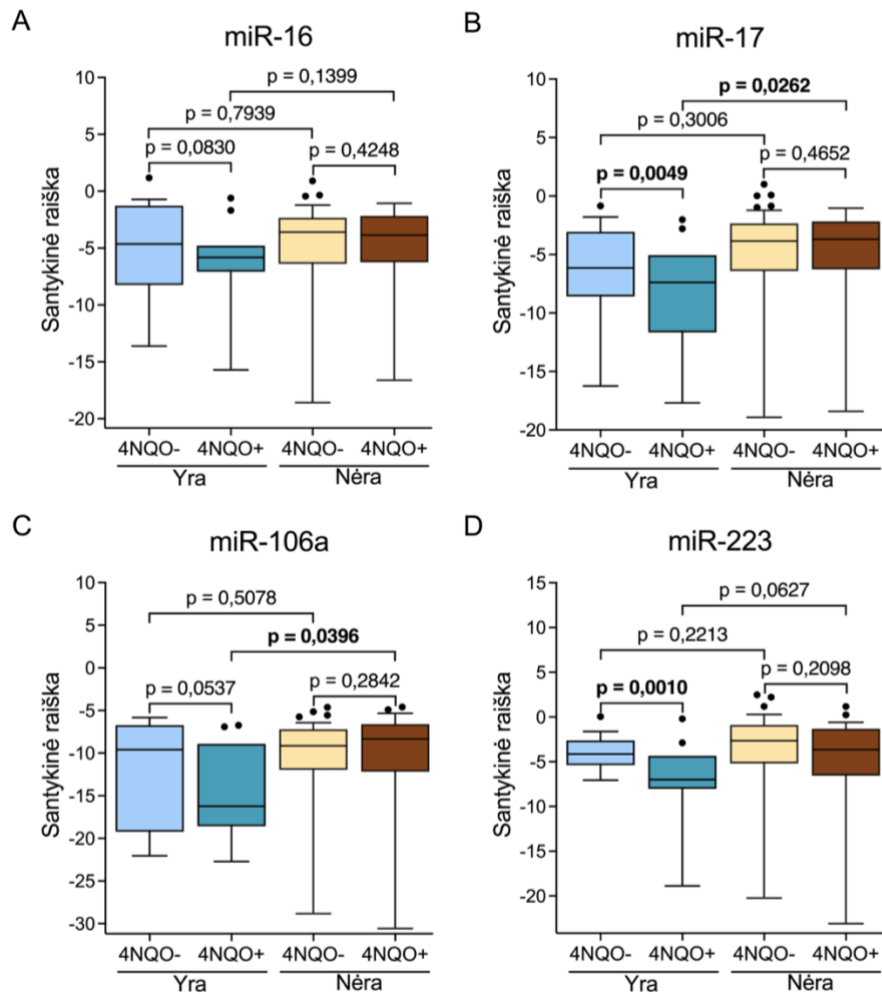 A
miR-16
Santykinė raiška
10
5
0
-5
-10
-15
-20
p = 0,1399
p = 0,7939
p = 0,0830
p = 0,4248
4NQO- 4NQO+ 4NQO- 4NQO+
Yra Nėra
B
miR-17
Santykinė raiška
10
5
0
-5
-10
-15
-20
p = 0,0262
p = 0,3006
p = 0,4652
p = 0,0049
4NQO- 4NQO+ 4NQO- 4NQO+
Yra Nėra
C
miR-106a
Santykinė raiška
10
5
0
-5
-10
-15
-20
-25
-30
p = 0,5078
p = 0,0396
p = 0,0537
p = 0,2842
4NQO- 4NQO+ 4NQO- 4NQO+
Yra Nėra
D
miR-223
Santykinė raiška
15
10
5
0
-5
-10
-15
-20
p = 0,0627
p = 0,2213
p = 0,2098
p = 0,0010
4NQO- 4NQO+ 4NQO- 4NQO+
Yra Nėra